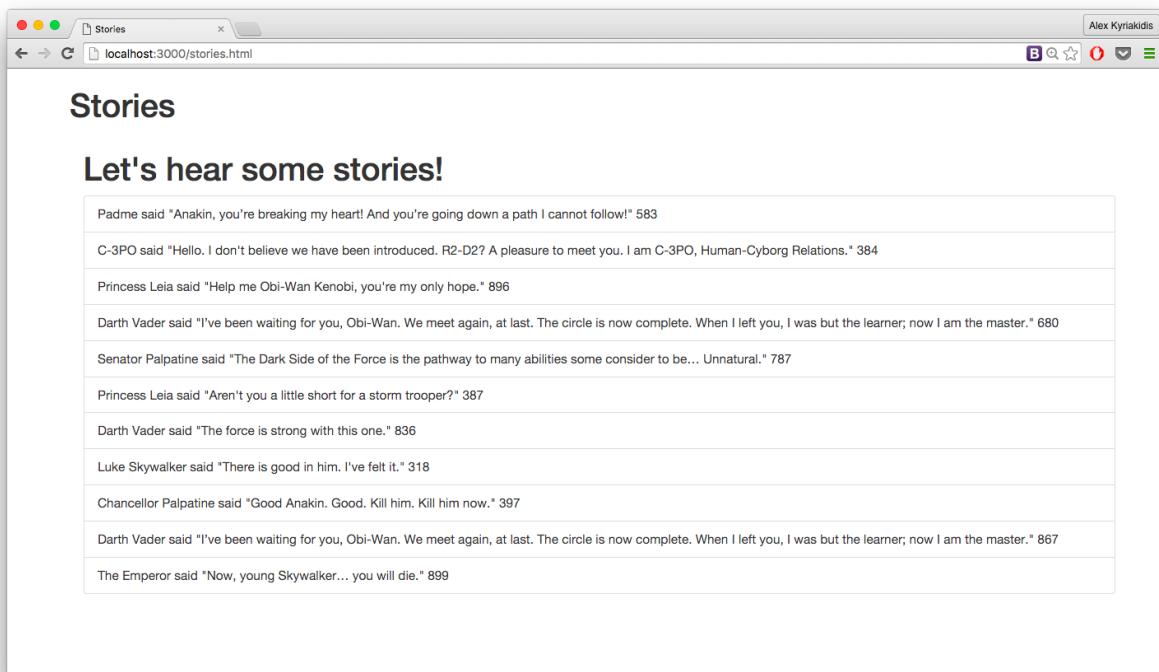 Stories
Alex Kyriakidis
localhost:3000/stories.html
B
Stories
Let's hear some stories!
Padme said "Anakin, you’re breaking my heart! And you’re going down a path I cannot follow!" 583
C-3PO said "Hello. I don't believe we have been introduced. R2-D2? A pleasure to meet you. I am C-3PO, Human-Cyborg Relations." 384
Princess Leia said "Help me Obi-Wan Kenobi, you're my only hope." 896
Darth Vader said "I’ve been waiting for you, Obi-Wan. We meet again, at last. The circle is now complete. When I left you, I was but the learner; now I am the master." 680
Senator Palpatine said "The Dark Side of the Force is the pathway to many abilities some consider to be… Unnatural." 787
Princess Leia said "Aren't you a little short for a storm trooper?" 387
Darth Vader said "The force is strong with this one." 836
Luke Skywalker said "There is good in him. I've felt it." 318
Chancellor Palpatine said "Good Anakin. Good. Kill him. Kill him now." 397
Darth Vader said "I’ve been waiting for you, Obi-Wan. We meet again, at last. The circle is now complete. When I left you, I was but the learner; now I am the master." 867
The Emperor said "Now, young Skywalker… you will die." 899